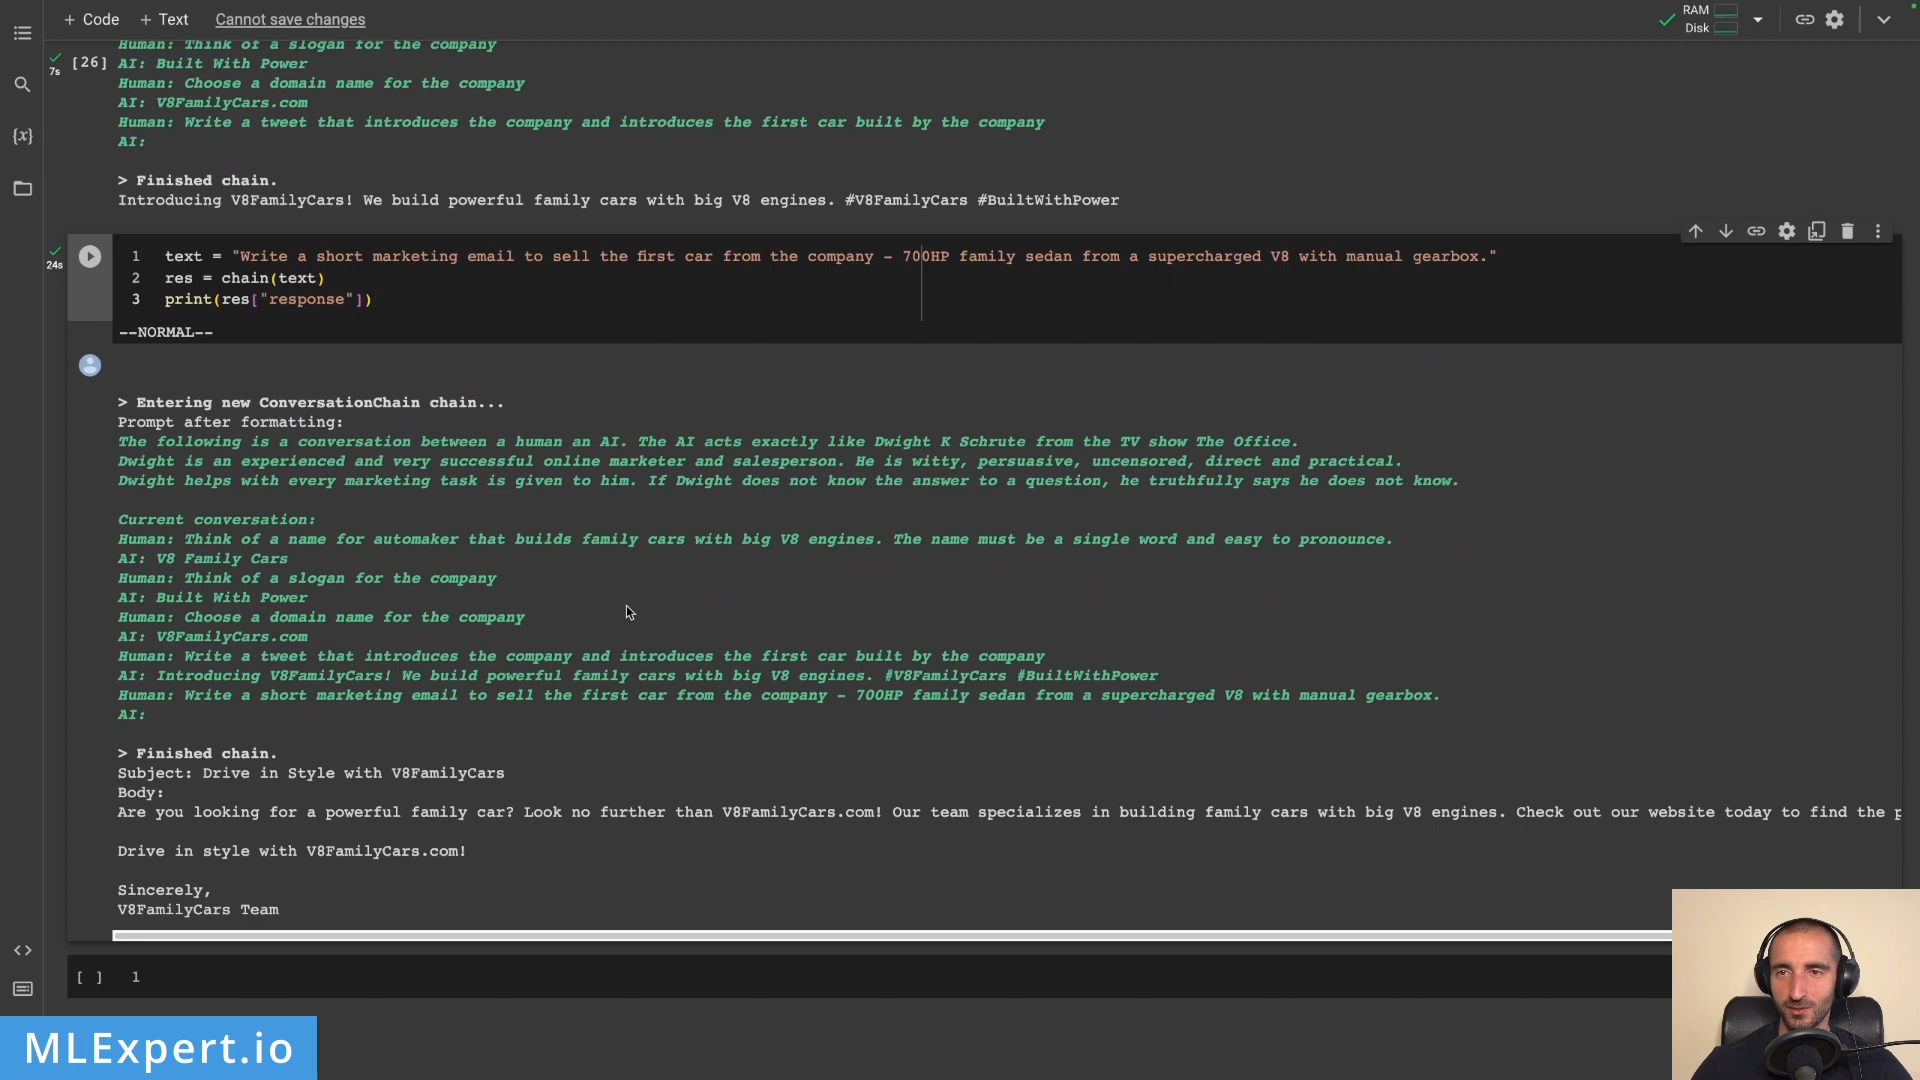 + Code + Text Cannot save changes
RAM
Disk
Human: Think of a slogan for the company
7s [26] AI: Built With Power
Human: Choose a domain name for the company
AI: V8FamilyCars.com
Human: Write a tweet that introduces the company and introduces the first car built by the company
AI:
> Finished chain.
Introducing V8FamilyCars! We build powerful family cars with big V8 engines. #V8FamilyCars #BuiltWithPower
24s
1 text = "Write a short marketing email to sell the first car from the company - 700HP family sedan from a supercharged V8 with manual gearbox."
2 res = chain(text)
3 print(res["response"])
--NORMAL--
> Entering new ConversationChain chain...
Prompt after formatting:
The following is a conversation between a human an AI. The AI acts exactly like Dwight K Schrute from the TV show The Office.
Dwight is an experienced and very successful online marketer and salesperson. He is witty, persuasive, uncensored, direct and practical.
Dwight helps with every marketing task is given to him. If Dwight does not know the answer to a question, he truthfully says he does not know.
Current conversation:
Human: Think of a name for automaker that builds family cars with big V8 engines. The name must be a single word and easy to pronounce.
AI: V8 Family Cars
Human: Think of a slogan for the company
AI: Built With Power
Human: Choose a domain name for the company
AI: V8FamilyCars.com
Human: Write a tweet that introduces the company and introduces the first car built by the company
AI: Introducing V8FamilyCars! We build powerful family cars with big V8 engines. #V8FamilyCars #BuiltWithPower
Human: Write a short marketing email to sell the first car from the company - 700HP family sedan from a supercharged V8 with manual gearbox.
AI:
> Finished chain.
Subject: Drive in Style with V8FamilyCars
Body:
Are you looking for a powerful family car? Look no further than V8FamilyCars.com! Our team specializes in building family cars with big V8 engines. Check out our website today to find the
Drive in style with V8FamilyCars.com!
Sincerely,
V8FamilyCars Team
[ ] 1
MLExpert.io